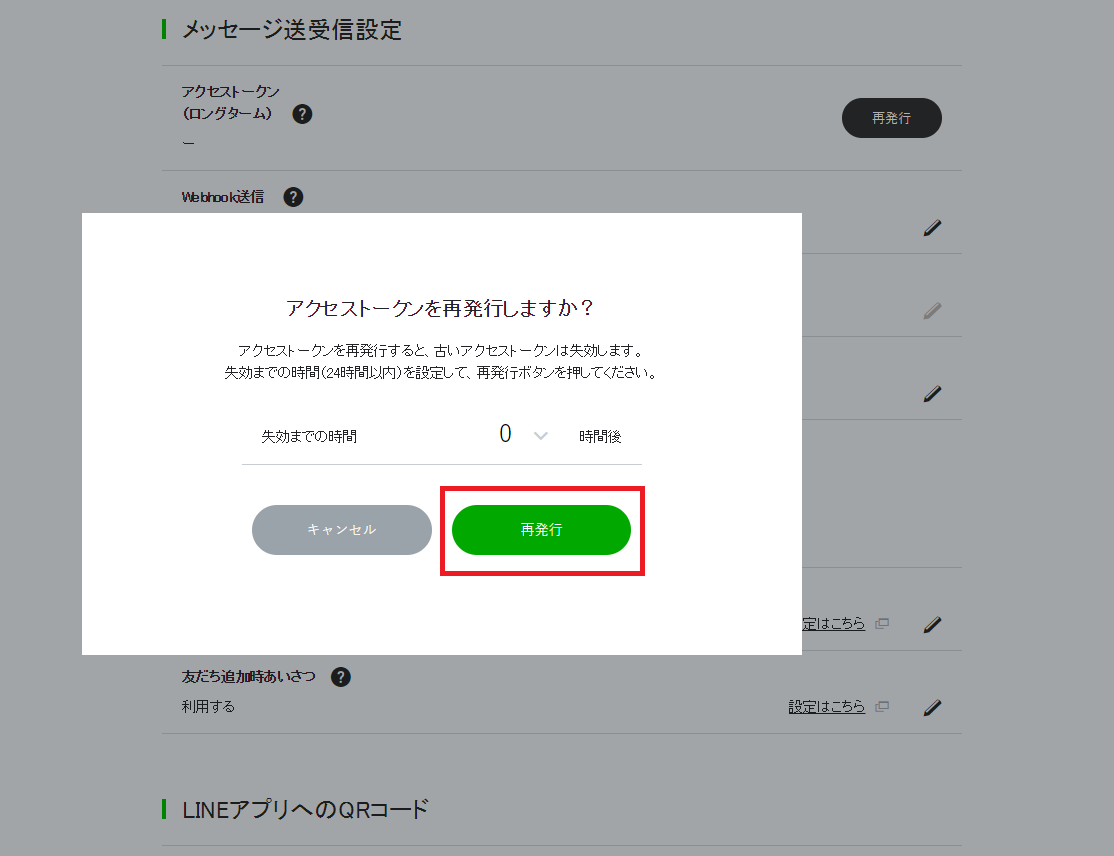 メッセージ送受信設定
アクセストークン
（ロングターム）
?
再発行
―
Webhook送信
?
アクセストークンを再発行しますか？
アクセストークンを再発行すると、古いアクセストークンは失効します。
失効までの時間（24時間以内）を設定して、再発行ボタンを押してください。
失効までの時間
0
時間後
キャンセル
再発行
定はこちら
友だち追加時あいさつ
?
利用する
設定はこちら
LINEアプリへのQRコード